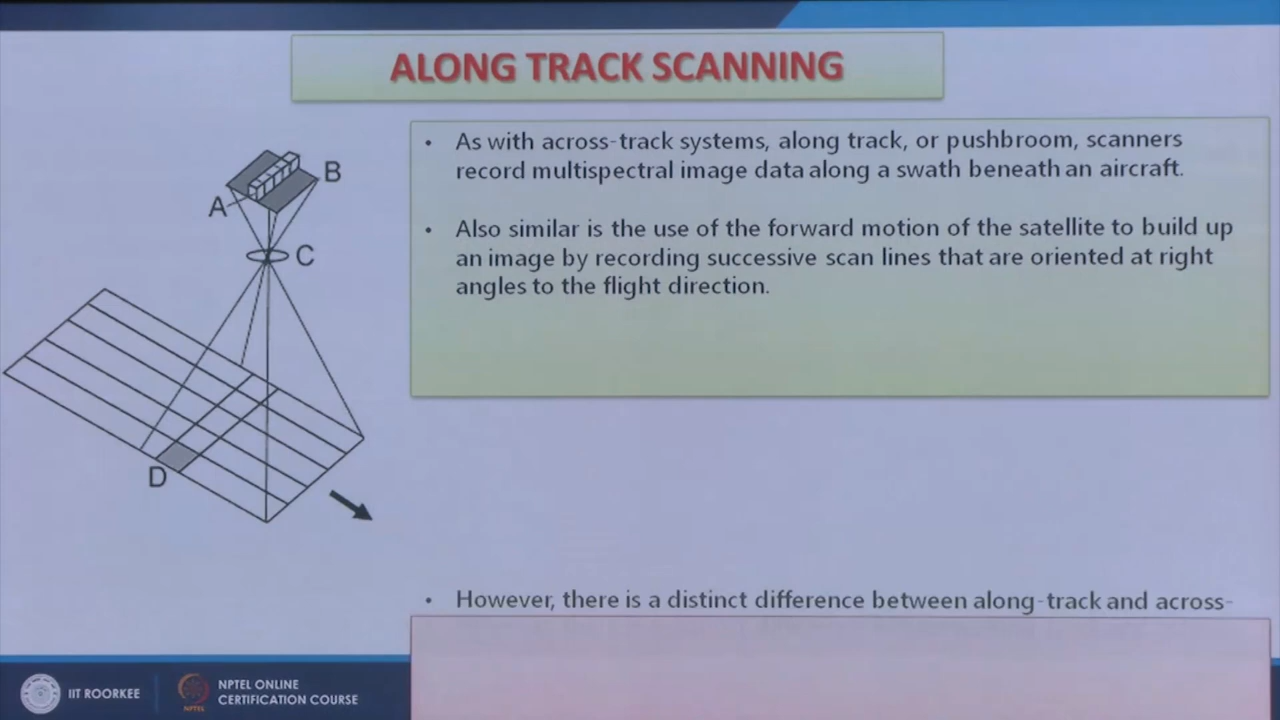 ALONG TRACK SCANNING
B
A
C
D
• As with across-track systems, along track, or pushbroom, scanners
record multispectral image data along a swath beneath an aircraft.
• Also similar is the use of the forward motion of the satellite to build up
an image by recording successive scan lines that are oriented at right
angles to the flight direction.
• However, there is a distinct difference between along-track and across-
IIT ROORKEE
NPTEL
NPTEL ONLINE
CERTIFICATION COURSE